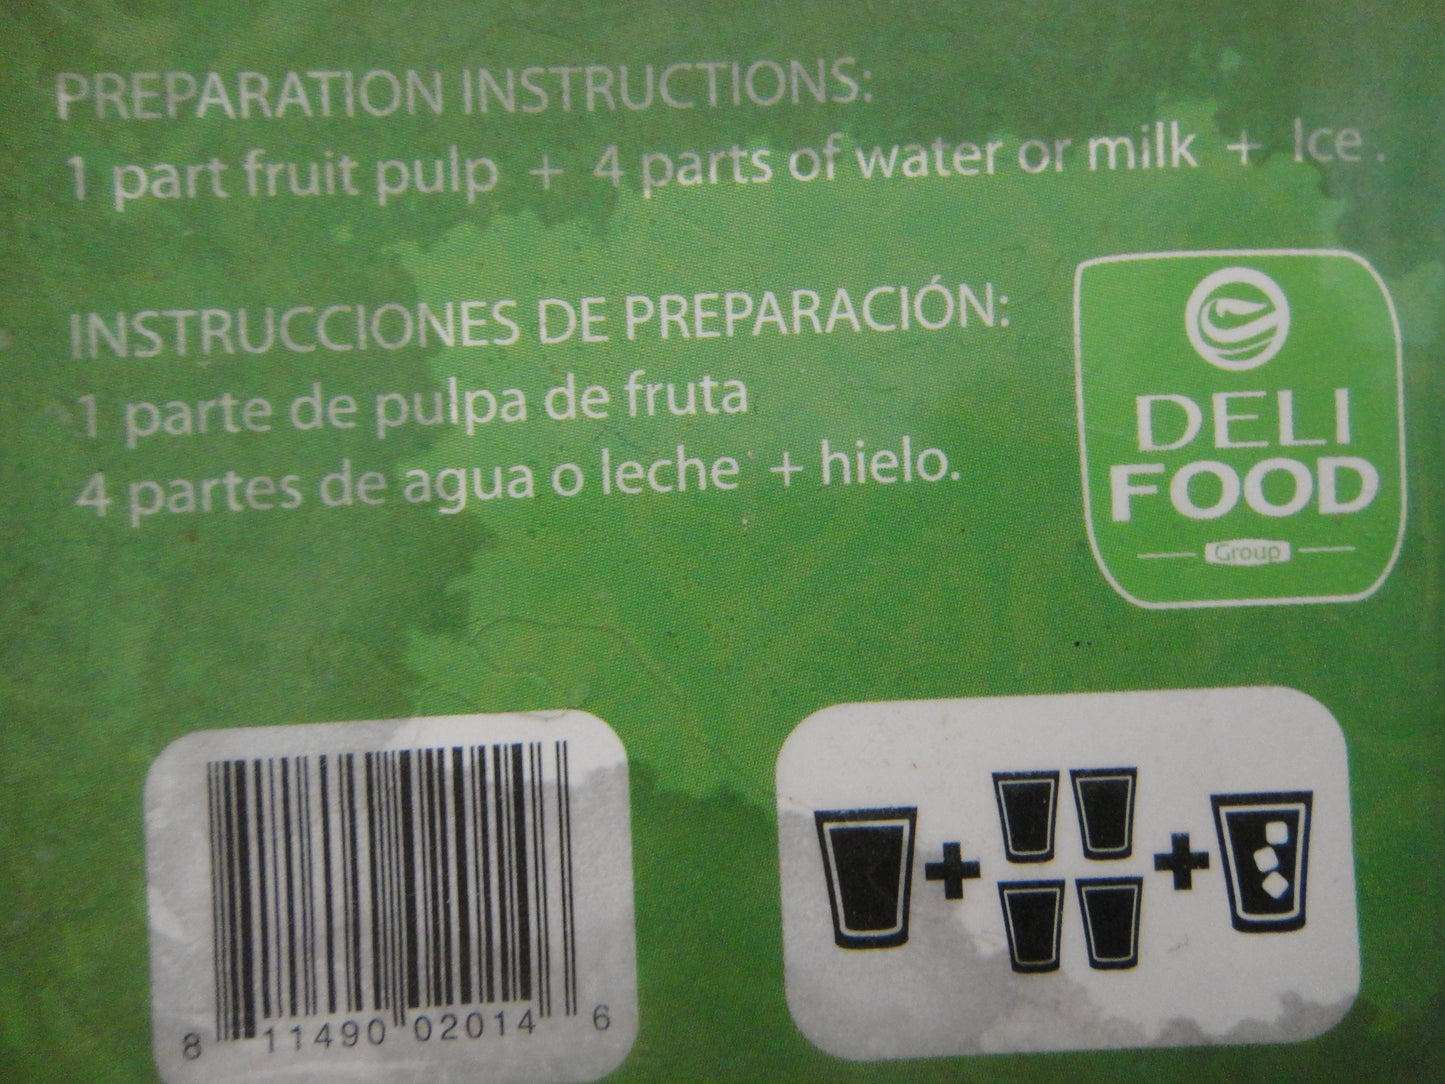 PREPARATION INSTRUCTIONS:
1 part fruit pulp + 4 parts of water or milk + Ice.
INSTRUCCIONES DE PREPARACIÓN:
1 parte de pulpa de fruta
4 partes de agua o leche + hielo.
DELI
FOOD
Group
8 11490 02014 6